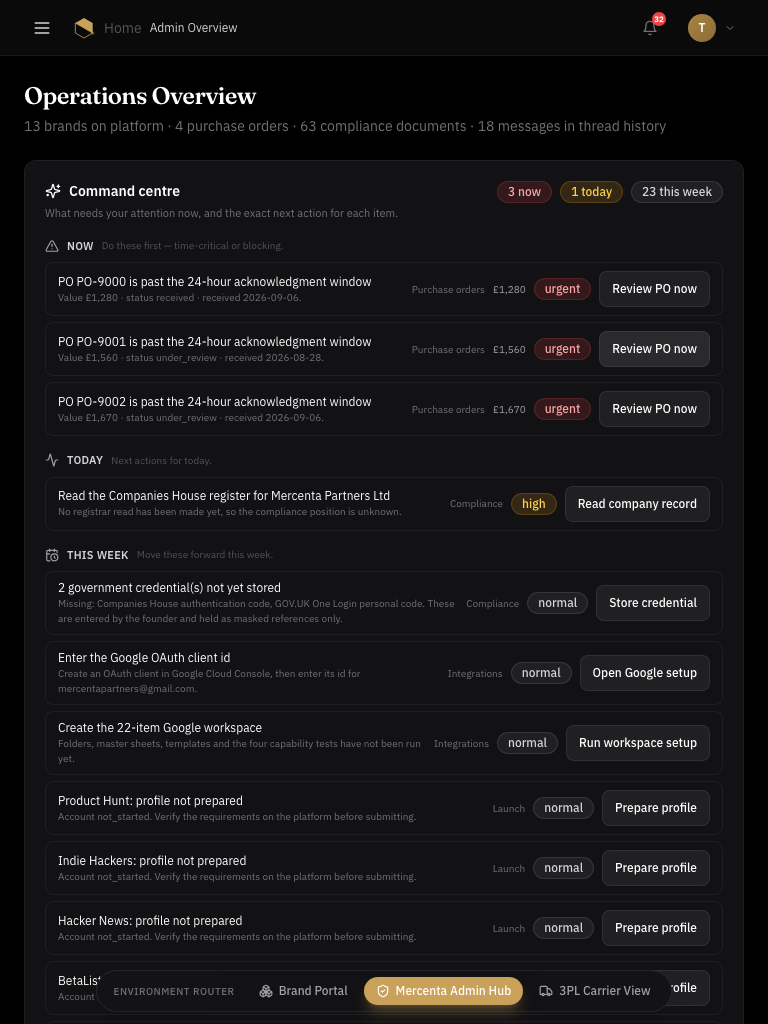 Home Admin Overview
32
T
Operations Overview
13 brands on platform · 4 purchase orders · 63 compliance documents · 18 messages in thread history
Command centre
3 now
1 today
23 this week
What needs your attention now, and the exact next action for each item.
NOW Do these first — time-critical or blocking.
PO PO-9000 is past the 24-hour acknowledgment window
Value £1,280 · status received · received 2026-09-06.
Purchase orders £1,280 urgent Review PO now
PO PO-9001 is past the 24-hour acknowledgment window
Value £1,560 · status under_review · received 2026-08-28.
Purchase orders £1,560 urgent Review PO now
PO PO-9002 is past the 24-hour acknowledgment window
Value £1,670 · status under_review · received 2026-09-06.
Purchase orders £1,670 urgent Review PO now
TODAY Next actions for today.
Read the Companies House register for Mercenta Partners Ltd
No registrar read has been made yet, so the compliance position is unknown.
Compliance high Read company record
THIS WEEK Move these forward this week.
2 government credential(s) not yet stored
Missing: Companies House authentication code, GOV.UK One Login personal code. These
are entered by the founder and held as masked references only.
Compliance normal Store credential
Enter the Google OAuth client id
Create an OAuth client in Google Cloud Console, then enter its id for
mercentapartners@gmail.com.
Integrations normal Open Google setup
Create the 22-item Google workspace
Folders, master sheets, templates and the four capability tests have not been run
yet.
Integrations normal Run workspace setup
Product Hunt: profile not prepared
Account not_started. Verify the requirements on the platform before submitting.
Launch normal Prepare profile
Indie Hackers: profile not prepared
Account not_started. Verify the requirements on the platform before submitting.
Launch normal Prepare profile
Hacker News: profile not prepared
Account not_started. Verify the requirements on the platform before submitting.
Launch normal Prepare profile
BetaList
Account
ofile
ENVIRONMENT ROUTER Brand Portal Mercenta Admin Hub 3PL Carrier View